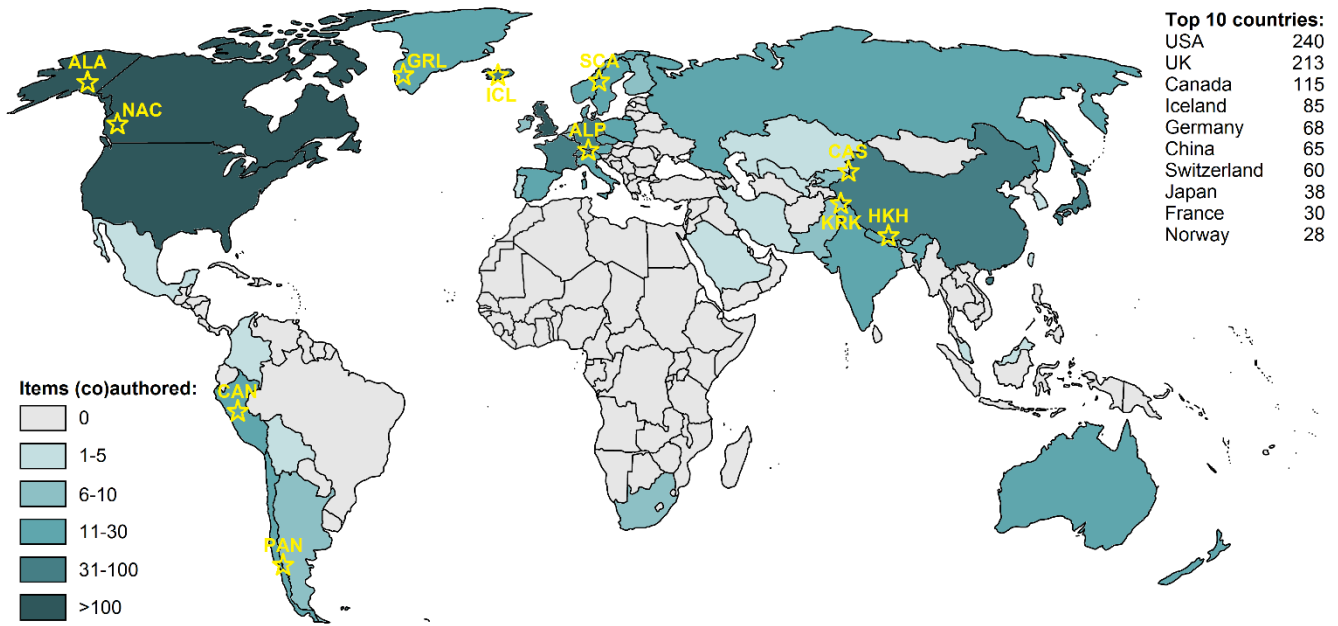 ALA
NAC
GRL
ICL
SCA
ALP
CAS
KRK
HKH
CAN
PAN
Top 10 countries:
USA 240
UK 213
Canada 115
Iceland 85
Germany 68
China 65
Switzerland 60
Japan 38
France 30
Norway 28
Items (co)authored:
0
1-5
6-10
11-30
31-100
>100